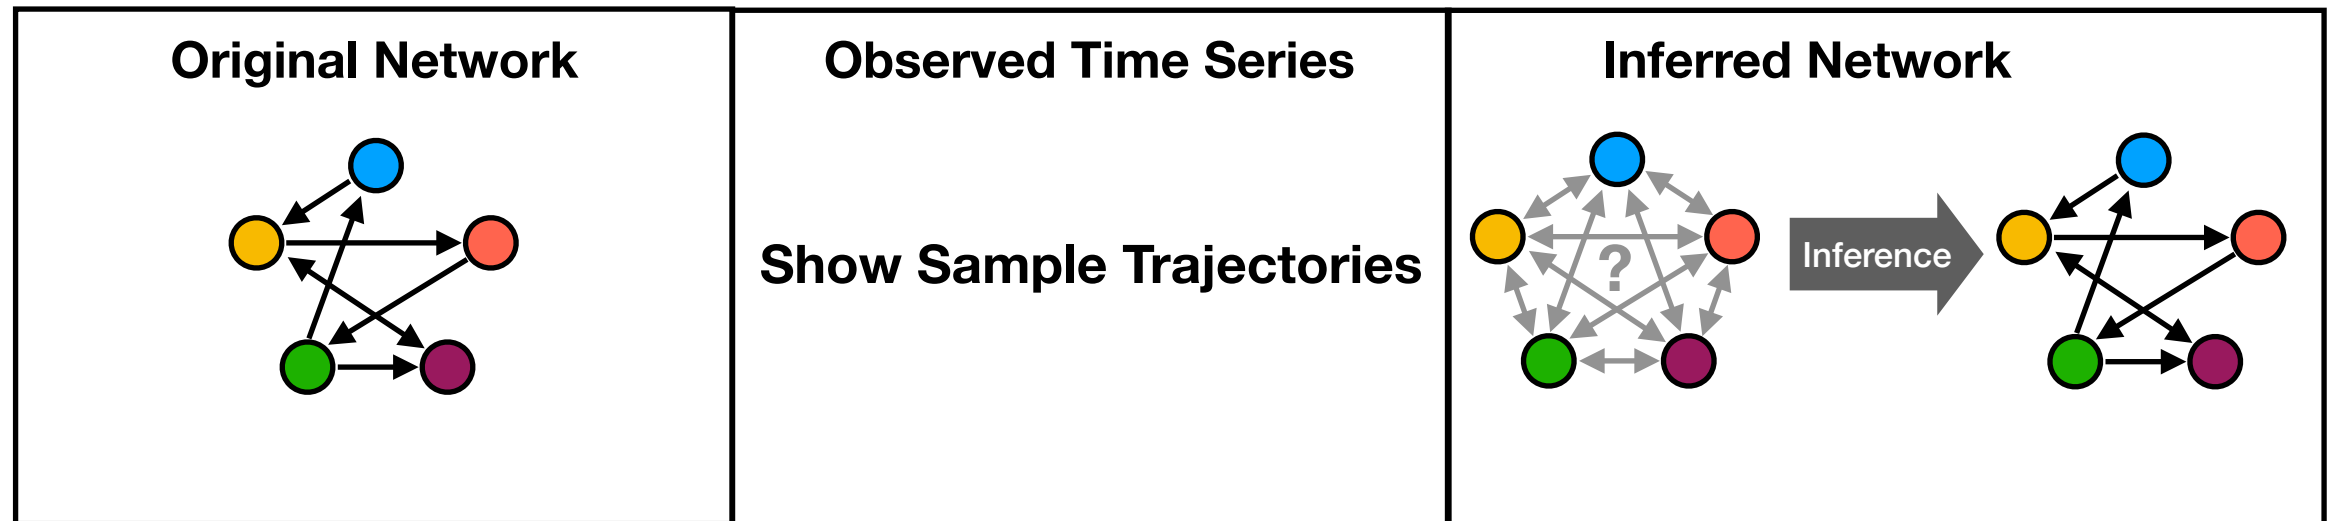 Original Network
Observed Time Series
Inferred Network
Show Sample Trajectories
?
Inference